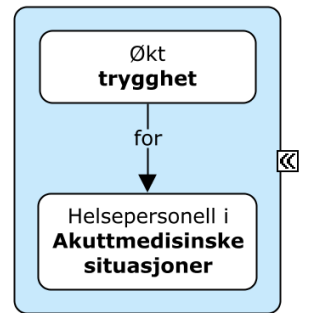 Økt
trygghet
for
Helsepersonell i
Akuttmedisinske
situasjoner